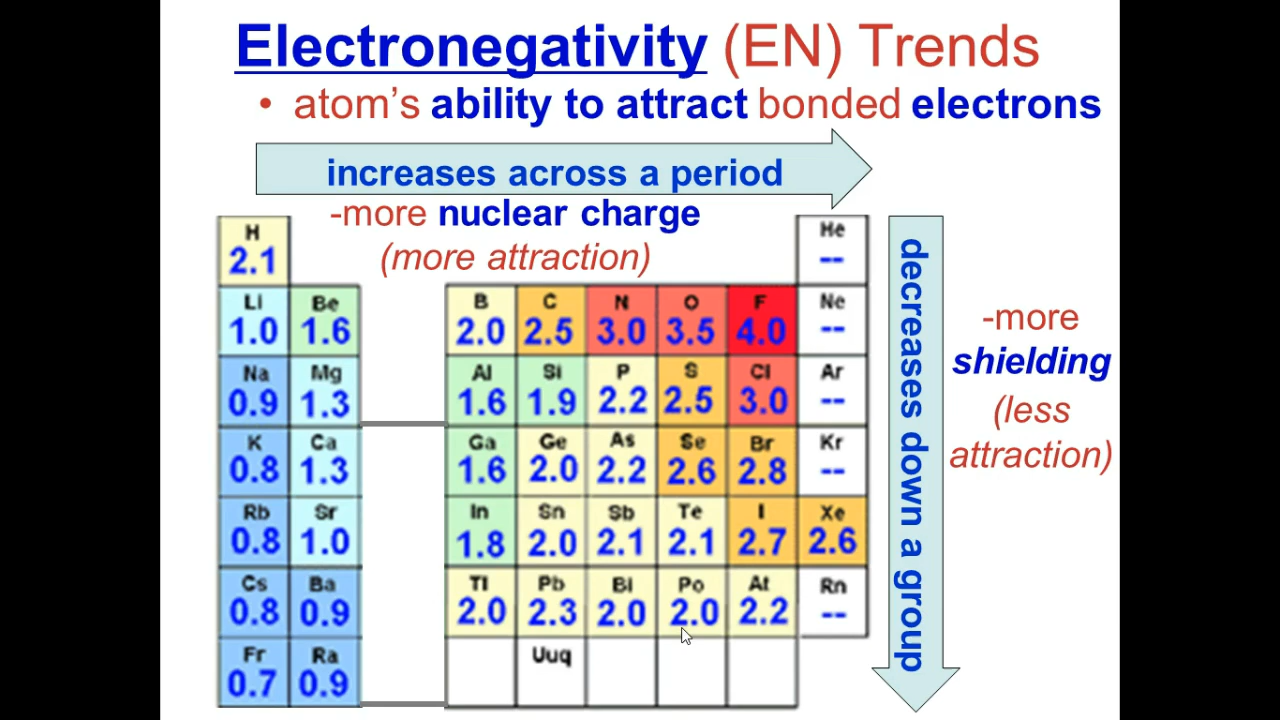 Electronegativity (EN) Trends
• atom's ability to attract bonded electrons
increases across a period
-more nuclear charge
(more attraction)
H He
2.1 --
Li Be B C N O F Ne
1.0 1.6 2.0 2.5 3.0 3.5 4.0 --
Na Mg Al Si P S Cl Ar
0.9 1.3 1.6 1.9 2.2 2.5 3.0 --
K Ca Ga Ge As Se Br Kr
0.8 1.3 1.6 2.0 2.2 2.6 2.8 --
Rb Sr In Sn Sb Te I Xe
0.8 1.0 1.8 2.0 2.1 2.1 2.7 2.6
Cs Ba Tl Pb Bi Po At Rn
0.8 0.9 2.0 2.3 2.0 2.0 2.2 --
Fr Ra Uuq
0.7 0.9
decreases down a group
-more
shielding
(less
attraction)